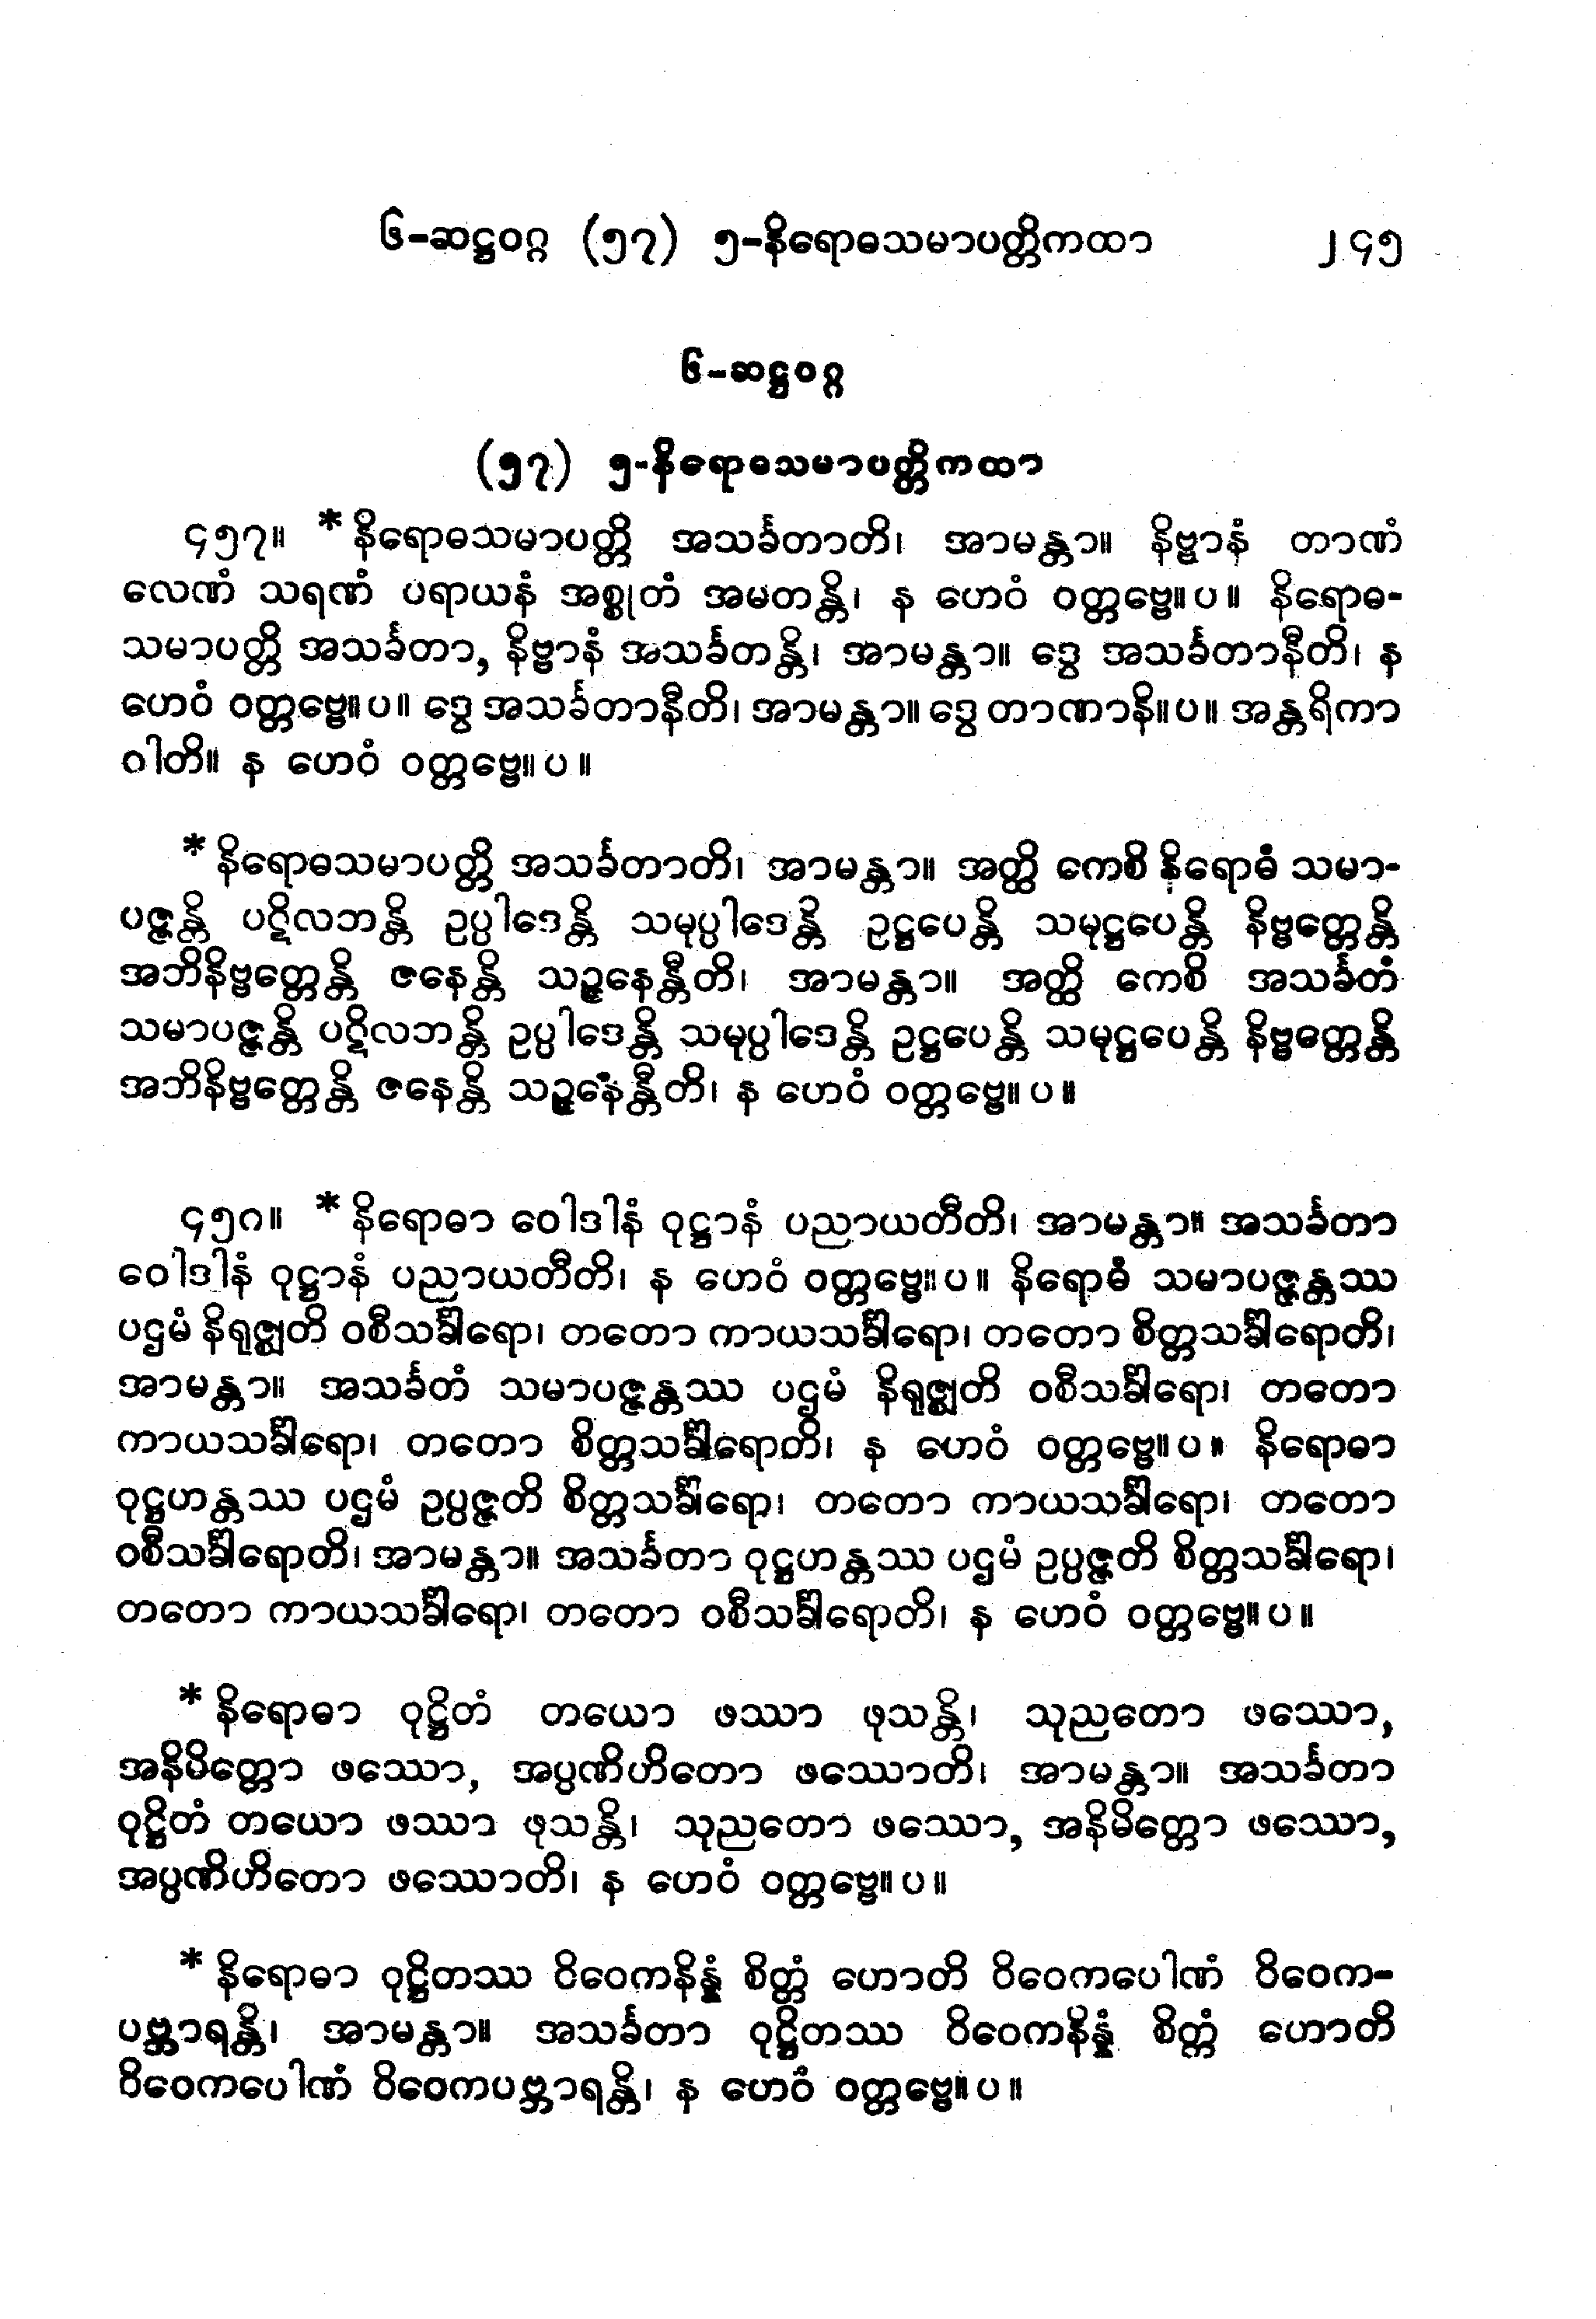 ၆-ဆဋ္ဌဝဂ္ဂ (၅၇) ၅-နိရောဓသမာပတ္တိကထာ ၂၄၅
၆-ဆဋ္ဌဝဂ္ဂ
(၅၇) ၅-နိရောဓသမာပတ္တိကထာ
၄၅၇။ *နိရောဓသမာပတ္တိ အသင်္ခတာတိ၊ အာမန္တာ။ နိဗ္ဗာနံ တာဏံ
လေဏံ သရဏံ ပရာယနံ အစ္စုတံ အမတန္တိ၊ န ဟေဝံ ဝတ္တဗ္ဗေ။ပ။ နိရောဓ-
သမာပတ္တိ အသင်္ခတာ, နိဗ္ဗာနံ အသင်္ခတန္တိ၊ အာမန္တာ။ ဒွေ အသင်္ခတာနီတိ၊ န
ဟေဝံ ဝတ္တဗ္ဗေ။ပ။ ဒွေ အသင်္ခတာနီတိ၊ အာမန္တာ။ ဒွေ တာဏာနိ။ပ။ အန္တရိကာ
ဝါတိ။ န ဟေဝံ ဝတ္တဗ္ဗေ။ပ။
*နိရောဓသမာပတ္တိ အသင်္ခတာတိ၊ အာမန္တာ။ အတ္ထိ ကေစိ နိရောဓံ သမာ-
ပဇ္ဇန္တိ ပဋိလဘန္တိ ဥပ္ပါဒေန္တိ သမုပ္ပါဒေန္တိ ဥဋ္ဌပေန္တိ သမုဋ္ဌပေန္တိ နိဗ္ဗတ္တေန္တိ
အဘိနိဗ္ဗတ္တေန္တိ ဇနေန္တိ သဉ္ဇနေန္တီတိ၊ အာမန္တာ။ အတ္ထိ ကေစိ အသင်္ခတံ
သမာပဇ္ဇန္တိ ပဋိလဘန္တိ ဥပ္ပါဒေန္တိ သမုပ္ပါဒေန္တိ ဥဋ္ဌပေန္တိ သမုဋ္ဌပေန္တိ နိဗ္ဗတ္တေန္တိ
အဘိနိဗ္ဗတ္တေန္တိ ဇနေန္တိ သဉ္ဇနေန္တီတိ၊ န ဟေဝံ ဝတ္တဗ္ဗေ။ပ။
၄၅၈။ *နိရောဓာ ဝေါဒါနံ ဝုဋ္ဌာနံ ပညာယတီတိ၊ အာမန္တာ။ အသင်္ခတာ
ဝေါဒါနံ ဝုဋ္ဌာနံ ပညာယတီတိ၊ န ဟေဝံ ဝတ္တဗ္ဗေ။ပ။ နိရောဓံ သမာပဇ္ဇန္တဿ
ပဌမံ နိရုဇ္ဈတိ ဝစီသင်္ခါရော၊ တတော ကာယသင်္ခါရော၊ တတော စိတ္တသင်္ခါရောတိ၊
အာမန္တာ။ အသင်္ခတံ သမာပဇ္ဇန္တဿ ပဌမံ နိရုဇ္ဈတိ ဝစီသင်္ခါရော၊ တတော
ကာယသင်္ခါရော၊ တတော စိတ္တသင်္ခါရောတိ၊ န ဟေဝံ ဝတ္တဗ္ဗေ။ပ။ နိရောဓာ
ဝုဋ္ဌဟန္တဿ ပဌမံ ဥပ္ပဇ္ဇတိ စိတ္တသင်္ခါရော၊ တတော ကာယသင်္ခါရော၊ တတော
ဝစီသင်္ခါရောတိ၊ အာမန္တာ။ အသင်္ခတာ ဝုဋ္ဌဟန္တဿ ပဌမံ ဥပ္ပဇ္ဇတိ စိတ္တသင်္ခါရော၊
တတော ကာယသင်္ခါရော၊ တတော ဝစီသင်္ခါရောတိ၊ န ဟေဝံ ဝတ္တဗ္ဗေ။ပ။
*နိရောဓာ ဝုဋ္ဌိတံ တယော ဖဿာ ဖုသန္တိ၊ သုညတော ဖဿော,
အနိမိတ္တော ဖဿော, အပ္ပဏိဟိတော ဖဿောတိ၊ အာမန္တာ။ အသင်္ခတာ
ဝုဋ္ဌိတံ တယော ဖဿာ ဖုသန္တိ၊ သုညတော ဖဿော, အနိမိတ္တော ဖဿော,
အပ္ပဏိဟိတော ဖဿောတိ၊ န ဟေဝံ ဝတ္တဗ္ဗေ။ပ။
*နိရောဓာ ဝုဋ္ဌိတဿ ဝိဝေကနိန္နံ စိတ္တံ ဟောတိ ဝိဝေကပေါဏံ ဝိဝေက-
ပဗ္ဘာရန္တိ၊ အာမန္တာ။ အသင်္ခတာ ဝုဋ္ဌိတဿ ဝိဝေကနိန္နံ စိတ္တံ ဟောတိ
ဝိဝေကပေါဏံ ဝိဝေကပဗ္ဘာရန္တိ၊ န ဟေဝံ ဝတ္တဗ္ဗေ။ပ။